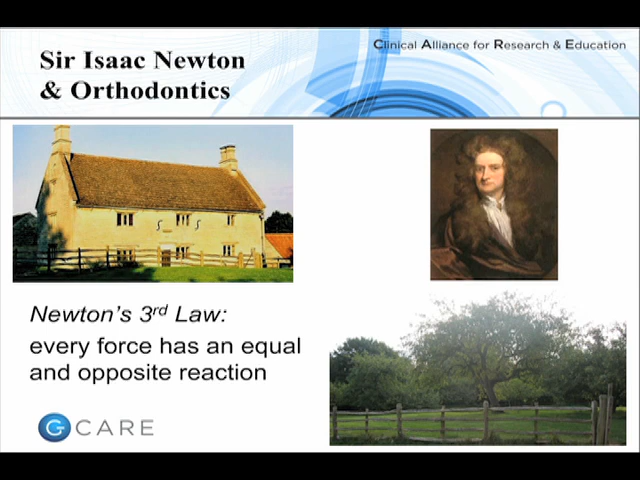 Clinical Alliance for Research & Education
Sir Isaac Newton
& Orthodontics
Newton's 3rd Law:
every force has an equal
and opposite reaction
G CARE